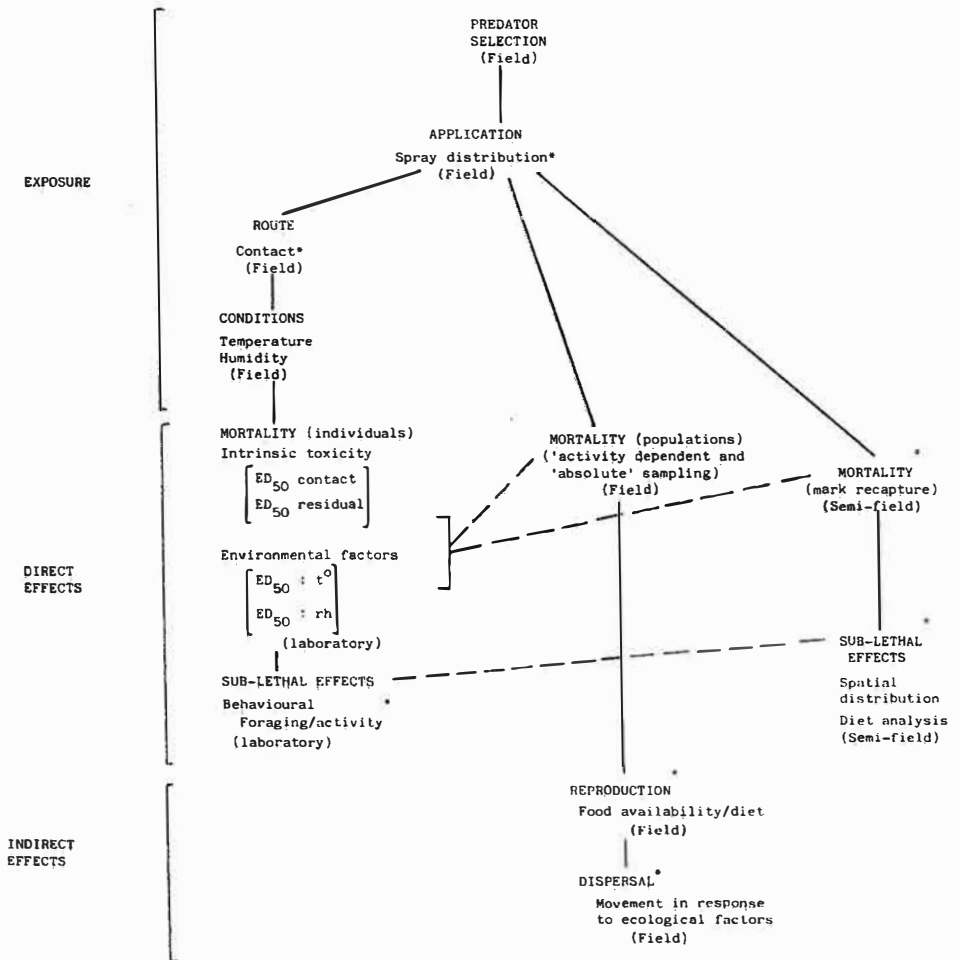 PREDATOR
SELECTION
(Field)
APPLICATION
Spray distribution*
(Field)
EXPOSURE
ROUTE
Contact*
(Field)
CONDITIONS
Temperature
Humidity
(Field)
MORTALITY (individuals)
Intrinsic toxicity
ED50 contact
ED50 residual
Environmental factors
ED50 : t°
ED50 : rh
(laboratory)
MORTALITY (populations)
('activity dependent and
'absolute' sampling)
(Field)
MORTALITY*
(mark recapture)
(Semi-field)
DIRECT
EFFECTS
SUB-LETHAL EFFECTS
Behavioural *
Foraging/activity
(laboratory)
SUB-LETHAL*
EFFECTS
Spatial
distribution
Diet analysis
(Semi-field)
INDIRECT
EFFECTS
REPRODUCTION*
Food availability/diet
(Field)
DISPERSAL*
Movement in response
to ecological factors
(Field)